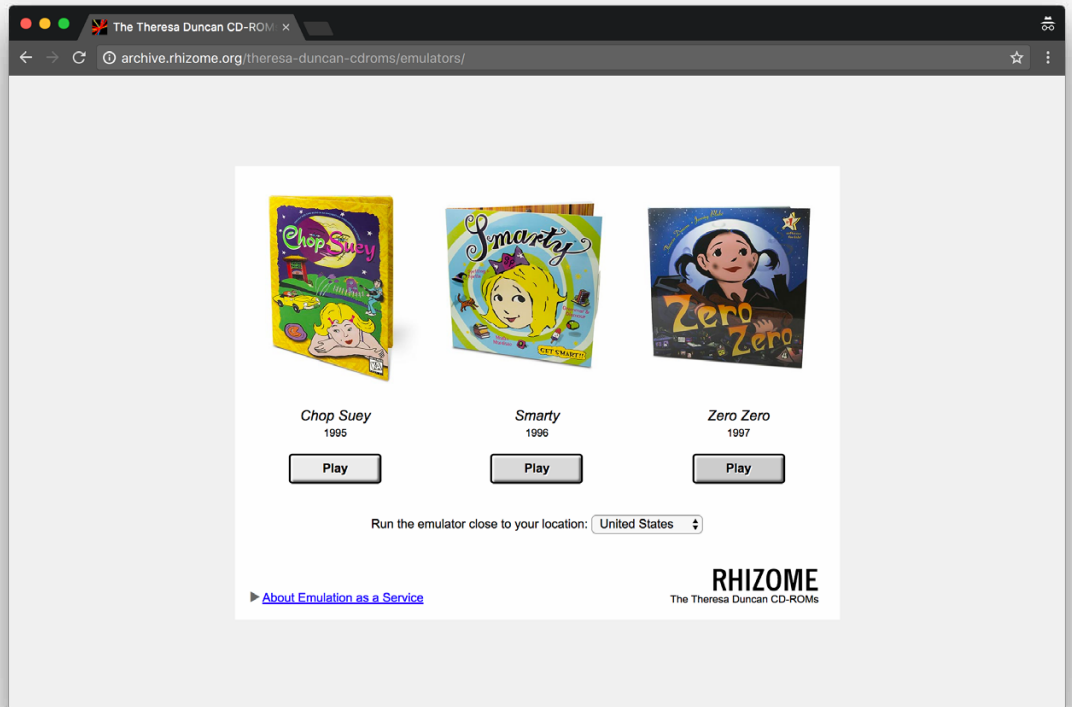 The Theresa Duncan CD-ROM
archive.rhizome.org/theresa-duncan-cdroms/emulators/
Chop Suey
Smarty
GET SMART!!
Zero
Zero
Chop Suey
1995
Play
Smarty
1996
Play
Zero Zero
1997
Play
Run the emulator close to your location: United States
About Emulation as a Service
RHIZOME
The Theresa Duncan CD-ROMs